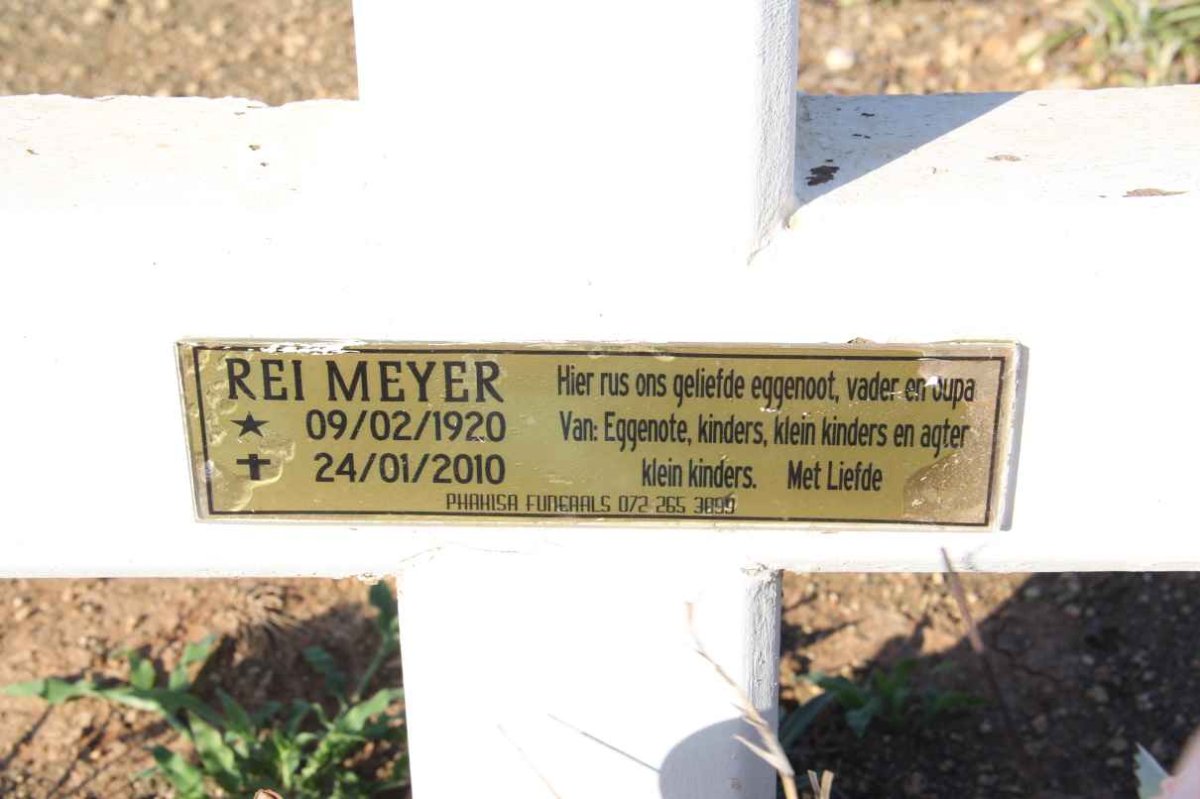 REI MEYER
★ 09/02/1920
✝ 24/01/2010
Hier rus ons geliefde eggenoot, vader en oupa
Van: Eggenote, kinders, klein kinders en agter
klein kinders. Met Liefde
PHAKISA FUNERALS 072 265 3899